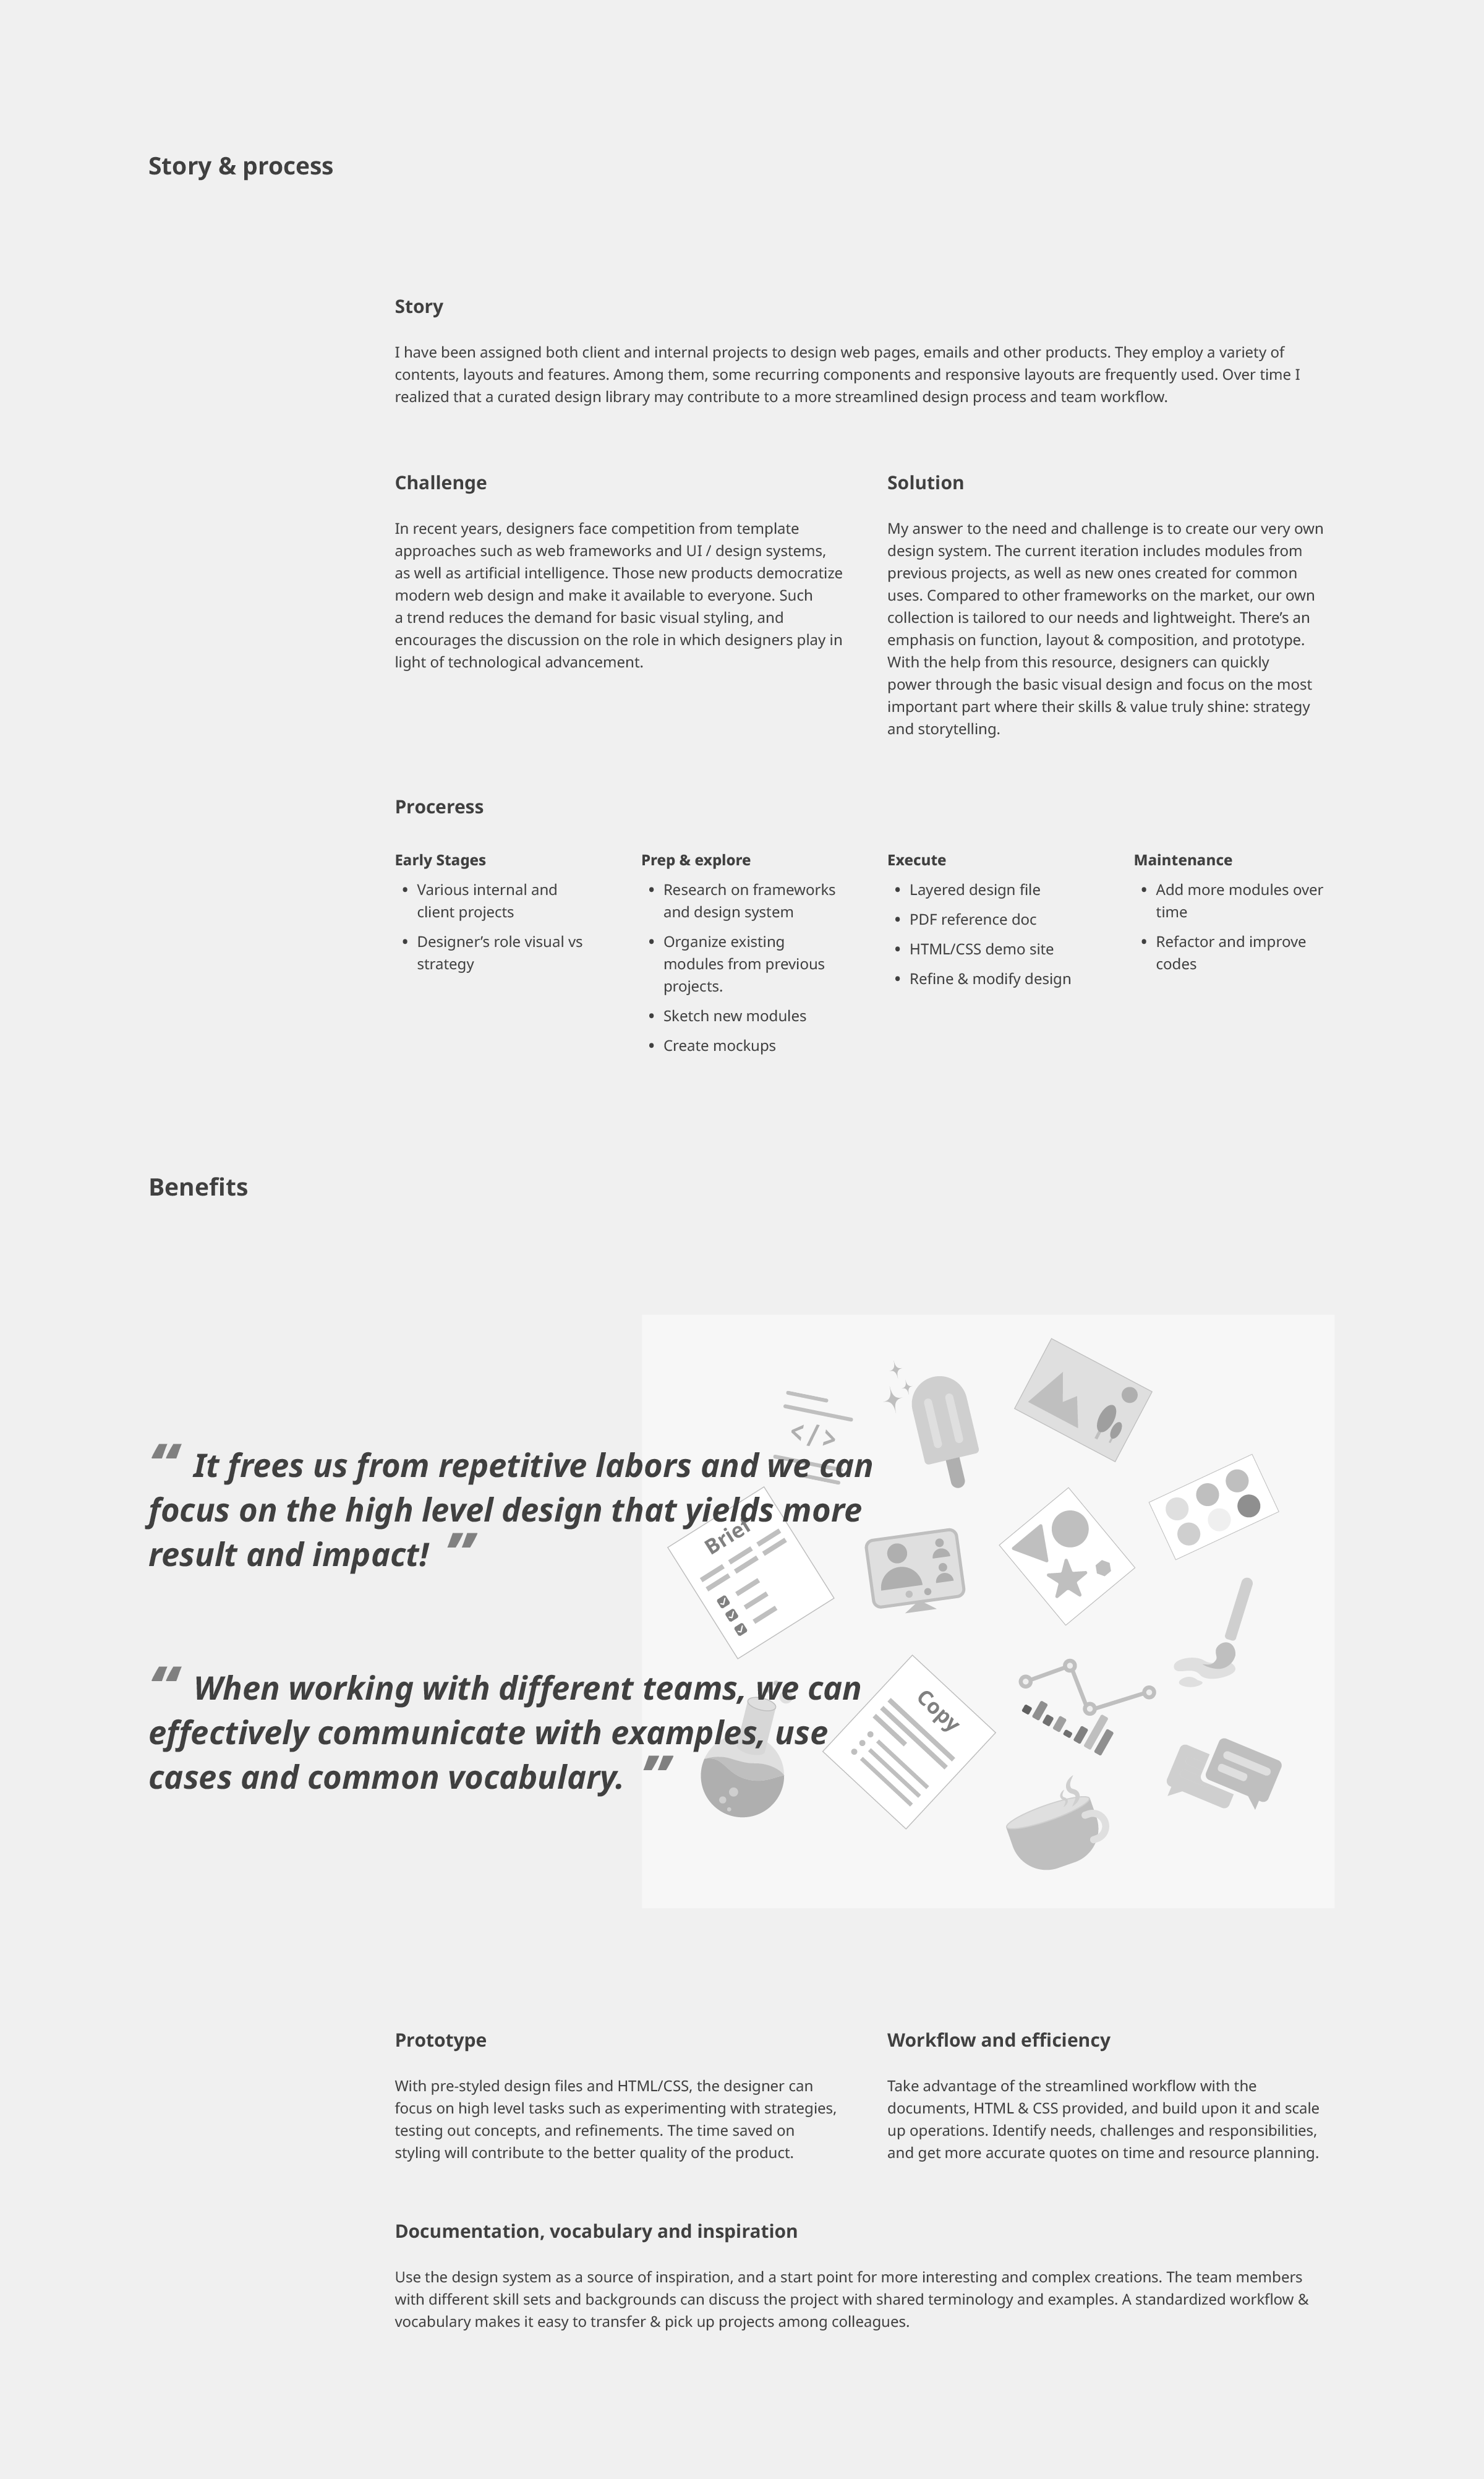 Story & process
Story
I have been assigned both client and internal projects to design web pages, emails and other products. They employ a variety of
contents, layouts and features. Among them, some recurring components and responsive layouts are frequently used. Over time I
realized that a curated design library may contribute to a more streamlined design process and team workflow.
Challenge
In recent years, designers face competition from template
approaches such as web frameworks and UI / design systems,
as well as artificial intelligence. Those new products democratize
modern web design and make it available to everyone. Such
a trend reduces the demand for basic visual styling, and
encourages the discussion on the role in which designers play in
light of technological advancement.
Solution
My answer to the need and challenge is to create our very own
design system. The current iteration includes modules from
previous projects, as well as new ones created for common
uses. Compared to other frameworks on the market, our own
collection is tailored to our needs and lightweight. There’s an
emphasis on function, layout & composition, and prototype.
With the help from this resource, designers can quickly
power through the basic visual design and focus on the most
important part where their skills & value truly shine: strategy
and storytelling.
Proceress
Early Stages
• Various internal and
client projects
• Designer’s role visual vs
strategy
Prep & explore
• Research on frameworks
and design system
• Organize existing
modules from previous
projects.
• Sketch new modules
• Create mockups
Execute
• Layered design file
• PDF reference doc
• HTML/CSS demo site
• Refine & modify design
Maintenance
• Add more modules over
time
• Refactor and improve
codes
Benefits
“ It frees us from repetitive labors and we can
focus on the high level design that yields more
result and impact! ”
“ When working with different teams, we can
effectively communicate with examples, use
cases and common vocabulary. ”
</>
Brief
Copy
Prototype
With pre-styled design files and HTML/CSS, the designer can
focus on high level tasks such as experimenting with strategies,
testing out concepts, and refinements. The time saved on
styling will contribute to the better quality of the product.
Workflow and efficiency
Take advantage of the streamlined workflow with the
documents, HTML & CSS provided, and build upon it and scale
up operations. Identify needs, challenges and responsibilities,
and get more accurate quotes on time and resource planning.
Documentation, vocabulary and inspiration
Use the design system as a source of inspiration, and a start point for more interesting and complex creations. The team members
with different skill sets and backgrounds can discuss the project with shared terminology and examples. A standardized workflow &
vocabulary makes it easy to transfer & pick up projects among colleagues.